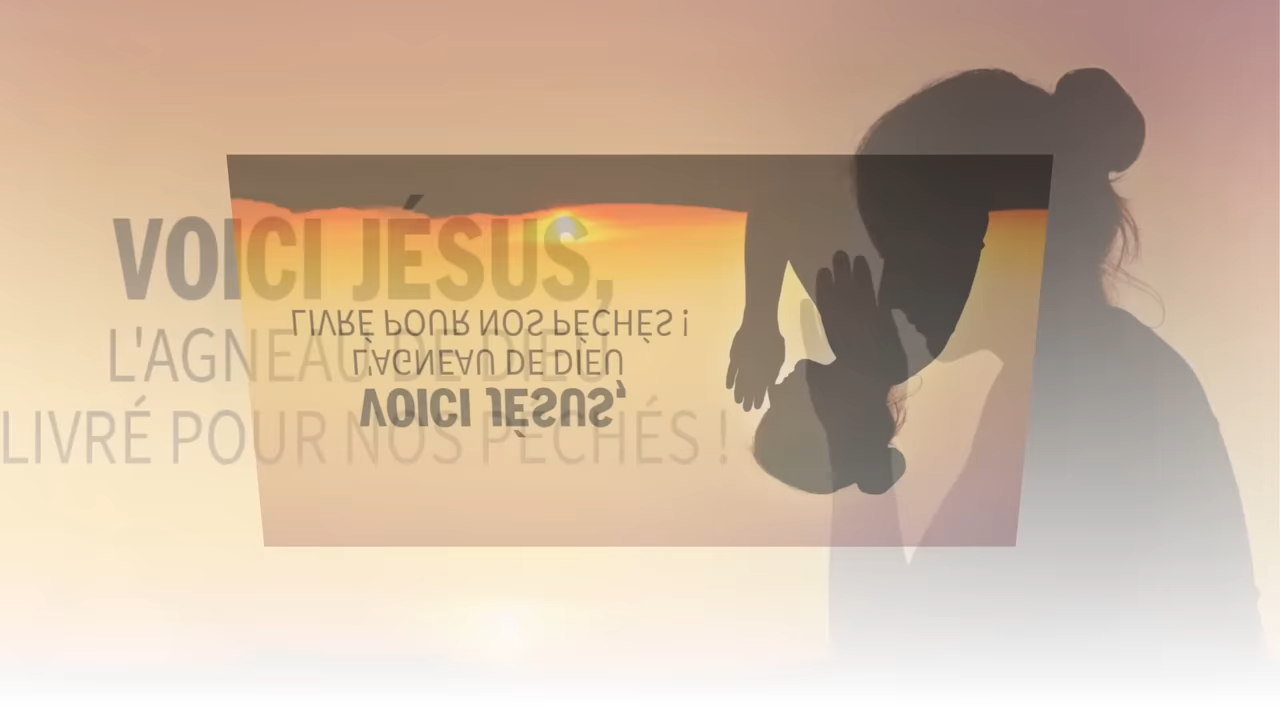 VOICI JÉSUS,
L'AGNEAU DE DIEU
LIVRÉ POUR NOS PÉCHÉS !
LIVRÉ POUR NOS PÉCHÉS !
L'AGNEAU DE DIEU
VOICI JÉSUS,